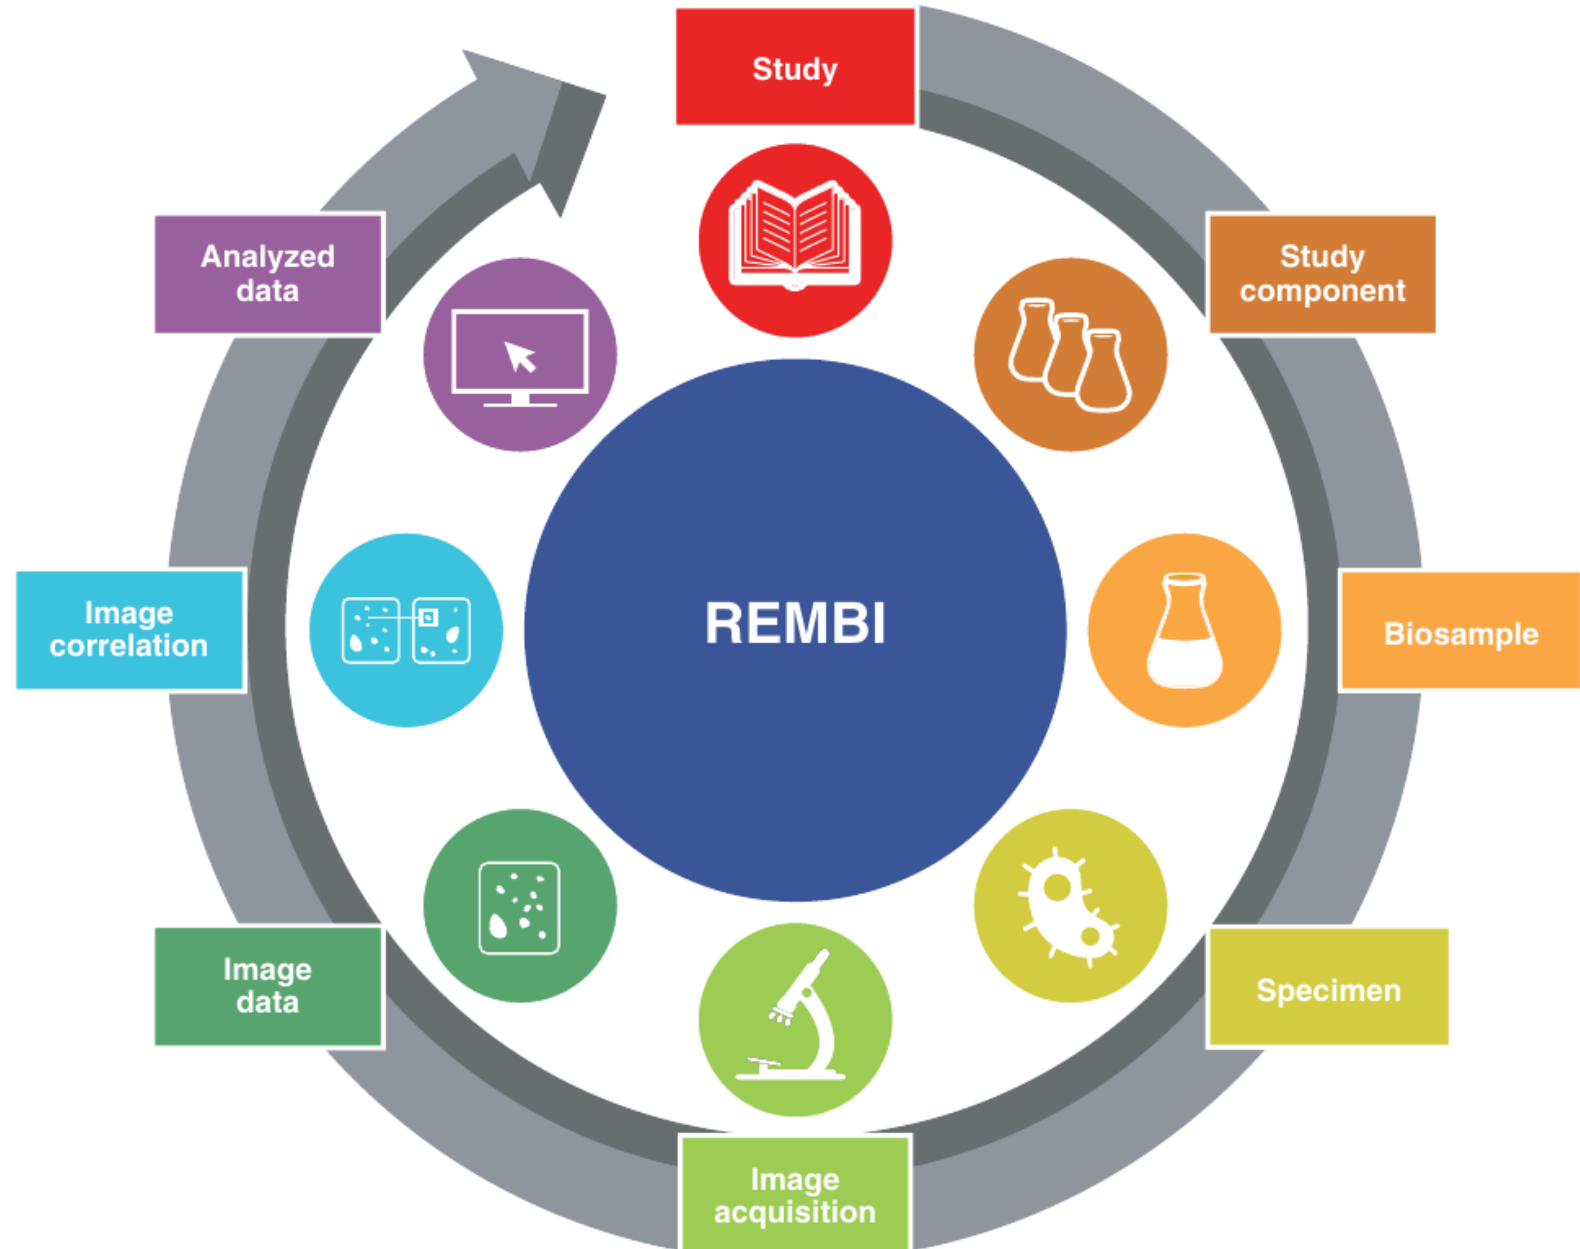 Study
Study
component
Biosample
Specimen
Image
acquisition
Image
data
Image
correlation
Analyzed
data
REMBI